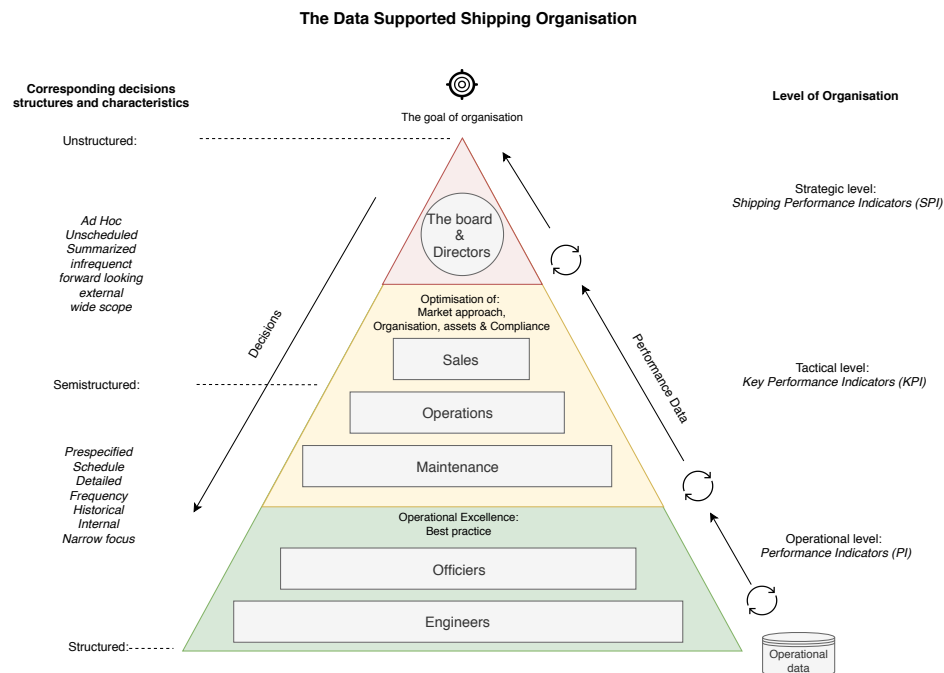 The Data Supported Shipping Organisation
Corresponding decisions
structures and characteristics
Level of Organisation
The goal of organisation
Unstructured:
Strategic level:
Shipping Performance Indicators (SPI)
Ad Hoc
Unscheduled
Summarized
infrequenct
forward looking
external
wide scope
The board
&
Directors
Decisions
Performance Data
Optimisation of:
Market approach,
Organisation, assets & Compliance
Sales
Tactical level:
Key Performance Indicators (KPI)
Semistructured:
Operations
Maintenance
Prespecified
Schedule
Detailed
Frequency
Historical
Internal
Narrow focus
Operational Excellence:
Best practice
Operational level:
Performance Indicators (PI)
Officiers
Engineers
Structured:
Operational
data